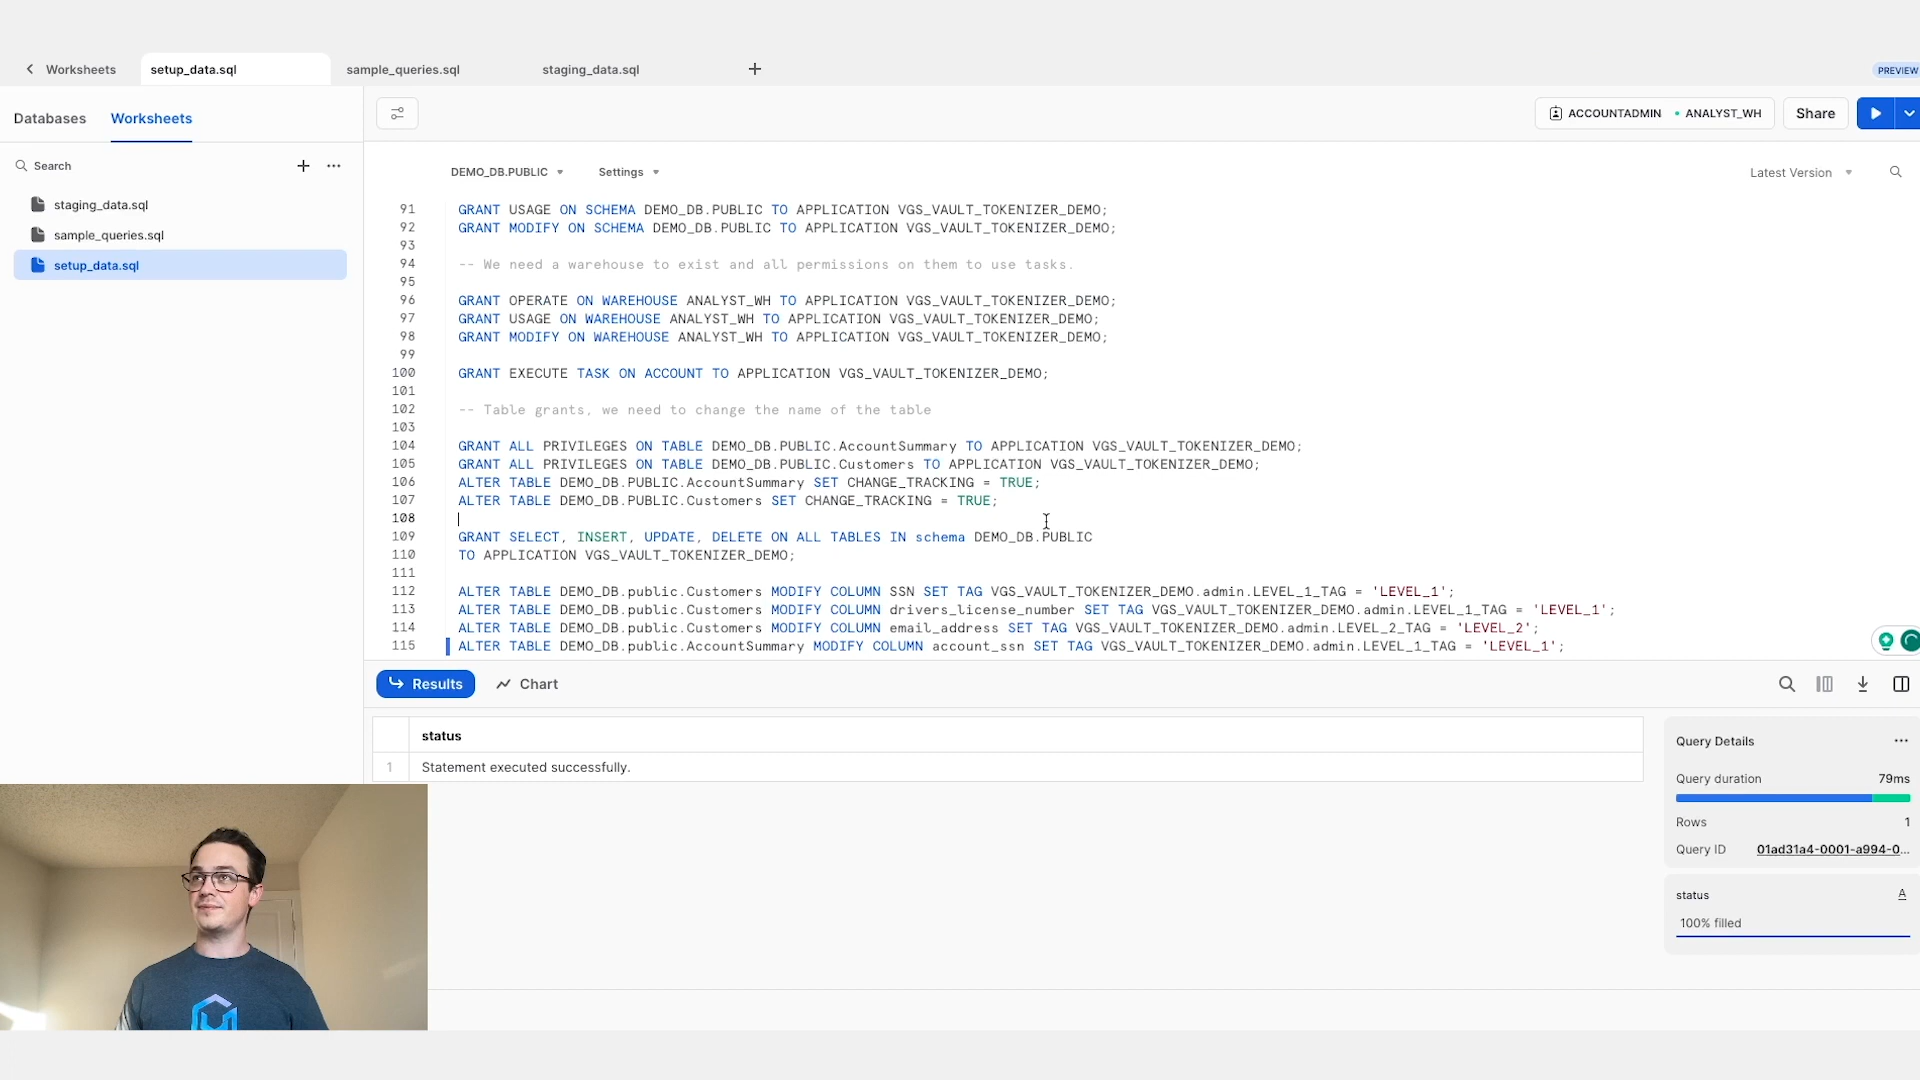 Worksheets
setup_data.sql
sample_queries.sql
staging_data.sql
PREVIEW
Databases
Worksheets
ACCOUNTADMIN
ANALYST_WH
Share
Search
staging_data.sql
sample_queries.sql
setup_data.sql
DEMO_DB.PUBLIC
Settings
Latest Version
91 GRANT USAGE ON SCHEMA DEMO_DB.PUBLIC TO APPLICATION VGS_VAULT_TOKENIZER_DEMO;
92 GRANT MODIFY ON SCHEMA DEMO_DB.PUBLIC TO APPLICATION VGS_VAULT_TOKENIZER_DEMO;
93
94 -- We need a warehouse to exist and all permissions on them to use tasks.
95
96 GRANT OPERATE ON WAREHOUSE ANALYST_WH TO APPLICATION VGS_VAULT_TOKENIZER_DEMO;
97 GRANT USAGE ON WAREHOUSE ANALYST_WH TO APPLICATION VGS_VAULT_TOKENIZER_DEMO;
98 GRANT MODIFY ON WAREHOUSE ANALYST_WH TO APPLICATION VGS_VAULT_TOKENIZER_DEMO;
99
100 GRANT EXECUTE TASK ON ACCOUNT TO APPLICATION VGS_VAULT_TOKENIZER_DEMO;
101
102 -- Table grants, we need to change the name of the table
103
104 GRANT ALL PRIVILEGES ON TABLE DEMO_DB.PUBLIC.AccountSummary TO APPLICATION VGS_VAULT_TOKENIZER_DEMO;
105 GRANT ALL PRIVILEGES ON TABLE DEMO_DB.PUBLIC.Customers TO APPLICATION VGS_VAULT_TOKENIZER_DEMO;
106 ALTER TABLE DEMO_DB.PUBLIC.AccountSummary SET CHANGE_TRACKING = TRUE;
107 ALTER TABLE DEMO_DB.PUBLIC.Customers SET CHANGE_TRACKING = TRUE;
108
109 GRANT SELECT, INSERT, UPDATE, DELETE ON ALL TABLES IN schema DEMO_DB.PUBLIC
110 TO APPLICATION VGS_VAULT_TOKENIZER_DEMO;
111
112 ALTER TABLE DEMO_DB.public.Customers MODIFY COLUMN SSN SET TAG VGS_VAULT_TOKENIZER_DEMO.admin.LEVEL_1_TAG = 'LEVEL_1';
113 ALTER TABLE DEMO_DB.public.Customers MODIFY COLUMN drivers_license_number SET TAG VGS_VAULT_TOKENIZER_DEMO.admin.LEVEL_1_TAG = 'LEVEL_1';
114 ALTER TABLE DEMO_DB.public.Customers MODIFY COLUMN email_address SET TAG VGS_VAULT_TOKENIZER_DEMO.admin.LEVEL_2_TAG = 'LEVEL_2';
115 ALTER TABLE DEMO_DB.public.AccountSummary MODIFY COLUMN account_ssn SET TAG VGS_VAULT_TOKENIZER_DEMO.admin.LEVEL_1_TAG = 'LEVEL_1';
Results
Chart
status
1 Statement executed successfully.
Query Details
Query duration 79ms
Rows 1
Query ID 01ad31a4-0001-a994-0...
status A
100% filled